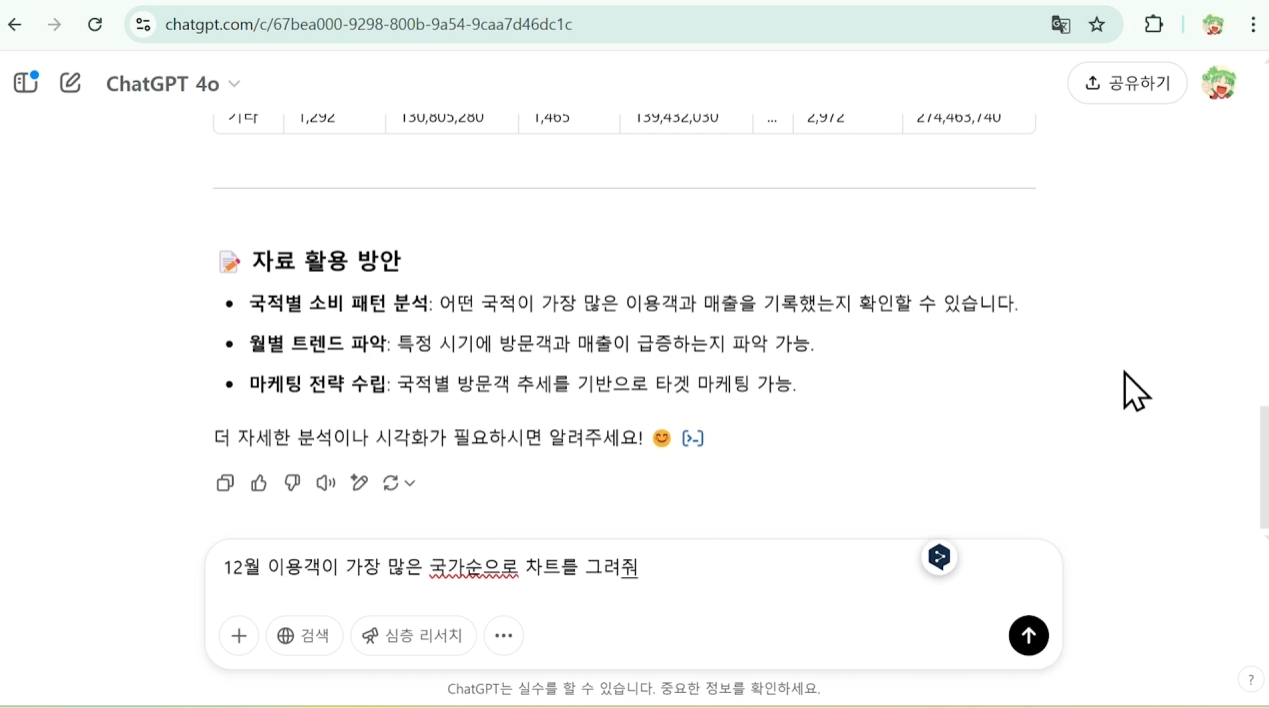 chatgpt.com/c/67bea000-9298-800b-9a54-9caa7d46dc1c
ChatGPT 4o
공유하기
기타 1,292 130,805,280 1,465 139,432,030 ... 2,972 274,463,740
자료 활용 방안
• 국적별 소비 패턴 분석: 어떤 국적이 가장 많은 이용객과 매출을 기록했는지 확인할 수 있습니다.
• 월별 트렌드 파악: 특정 시기에 방문객과 매출이 급증하는지 파악 가능.
• 마케팅 전략 수립: 국적별 방문객 추세를 기반으로 타겟 마케팅 가능.
더 자세한 분석이나 시각화가 필요하시면 알려주세요! 😊 [>-]
12월 이용객이 가장 많은 국가순으로 차트를 그려줘
검색
심층 리서치
ChatGPT는 실수를 할 수 있습니다. 중요한 정보를 확인하세요.
?